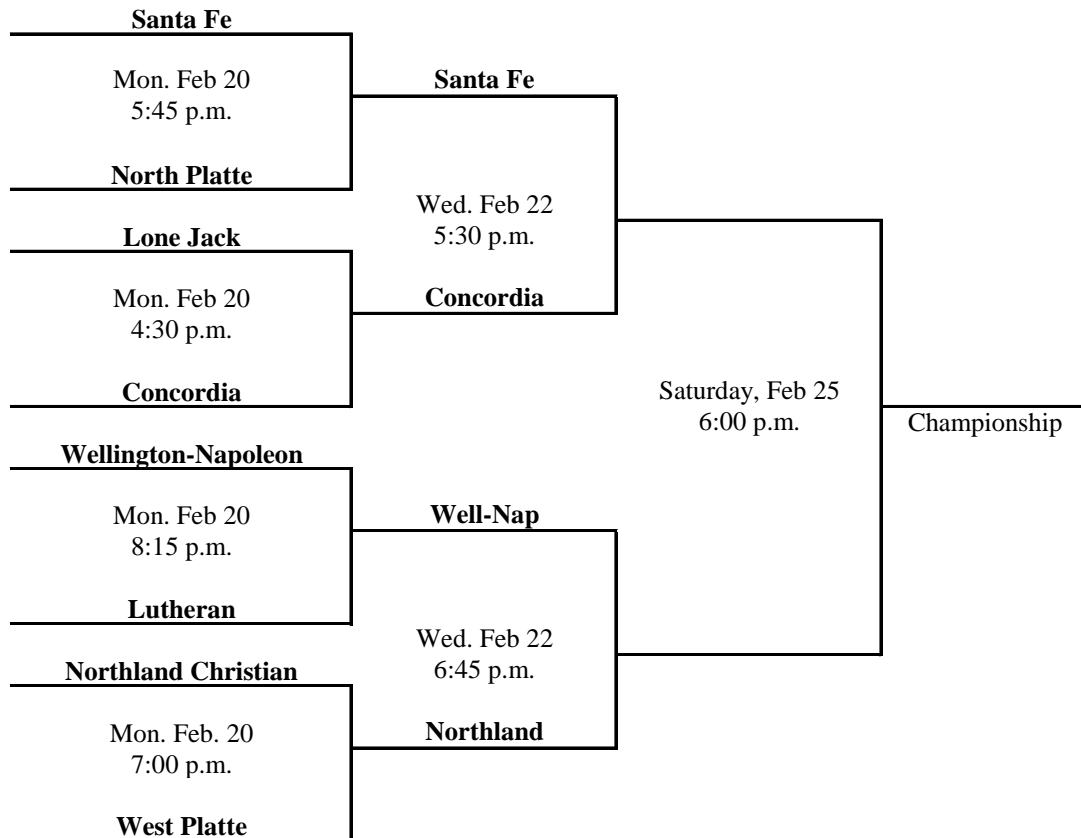 Santa Fe
Mon. Feb 20
5:45 p.m.
North Platte
Lone Jack
Mon. Feb 20
4:30 p.m.
Concordia
Wellington-Napoleon
Mon. Feb 20
8:15 p.m.
Lutheran
Northland Christian
Mon. Feb. 20
7:00 p.m.
West Platte
Santa Fe
Wed. Feb 22
5:30 p.m.
Concordia
Well-Nap
Wed. Feb 22
6:45 p.m.
Northland
Saturday, Feb 25
6:00 p.m.
Championship